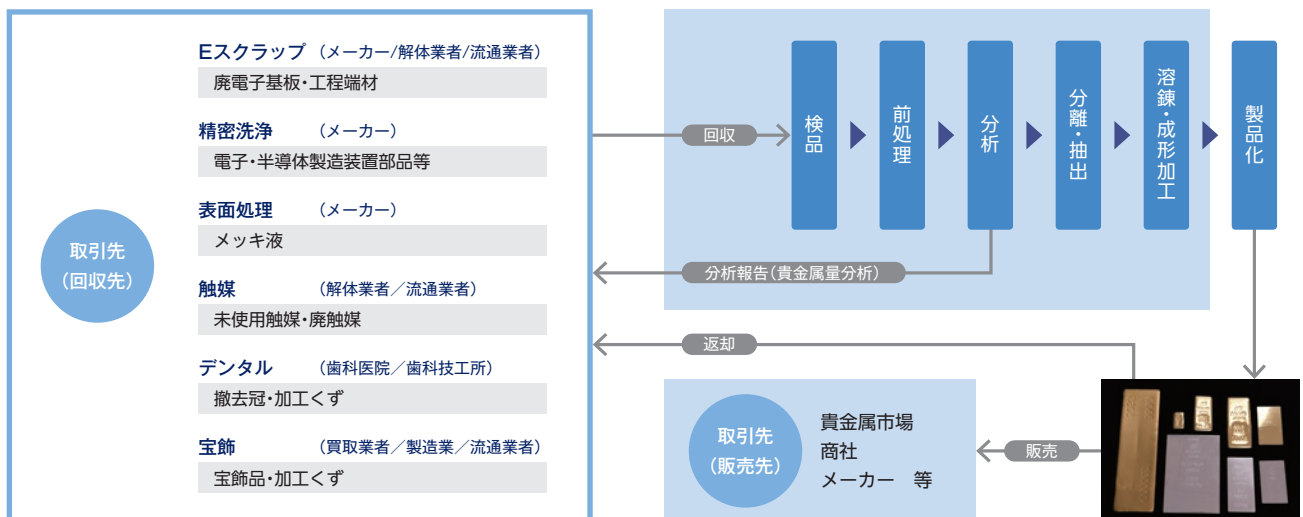 取引先
（回収先）
Eスクラップ （メーカー/解体業者/流通業者）
廃電子基板・工程端材
精密洗浄 （メーカー）
電子・半導体製造装置部品等
表面処理 （メーカー）
メッキ液
触媒 （解体業者／流通業者）
未使用触媒・廃触媒
デンタル （歯科医院／歯科技工所）
撤去冠・加工くず
宝飾 （買取業者／製造業／流通業者）
宝飾品・加工くず
回収
検品
前処理
分析
分離・抽出
溶錬・成形加工
製品化
分析報告（貴金属量分析）
返却
取引先
（販売先）
貴金属市場
商社
メーカー 等
販売